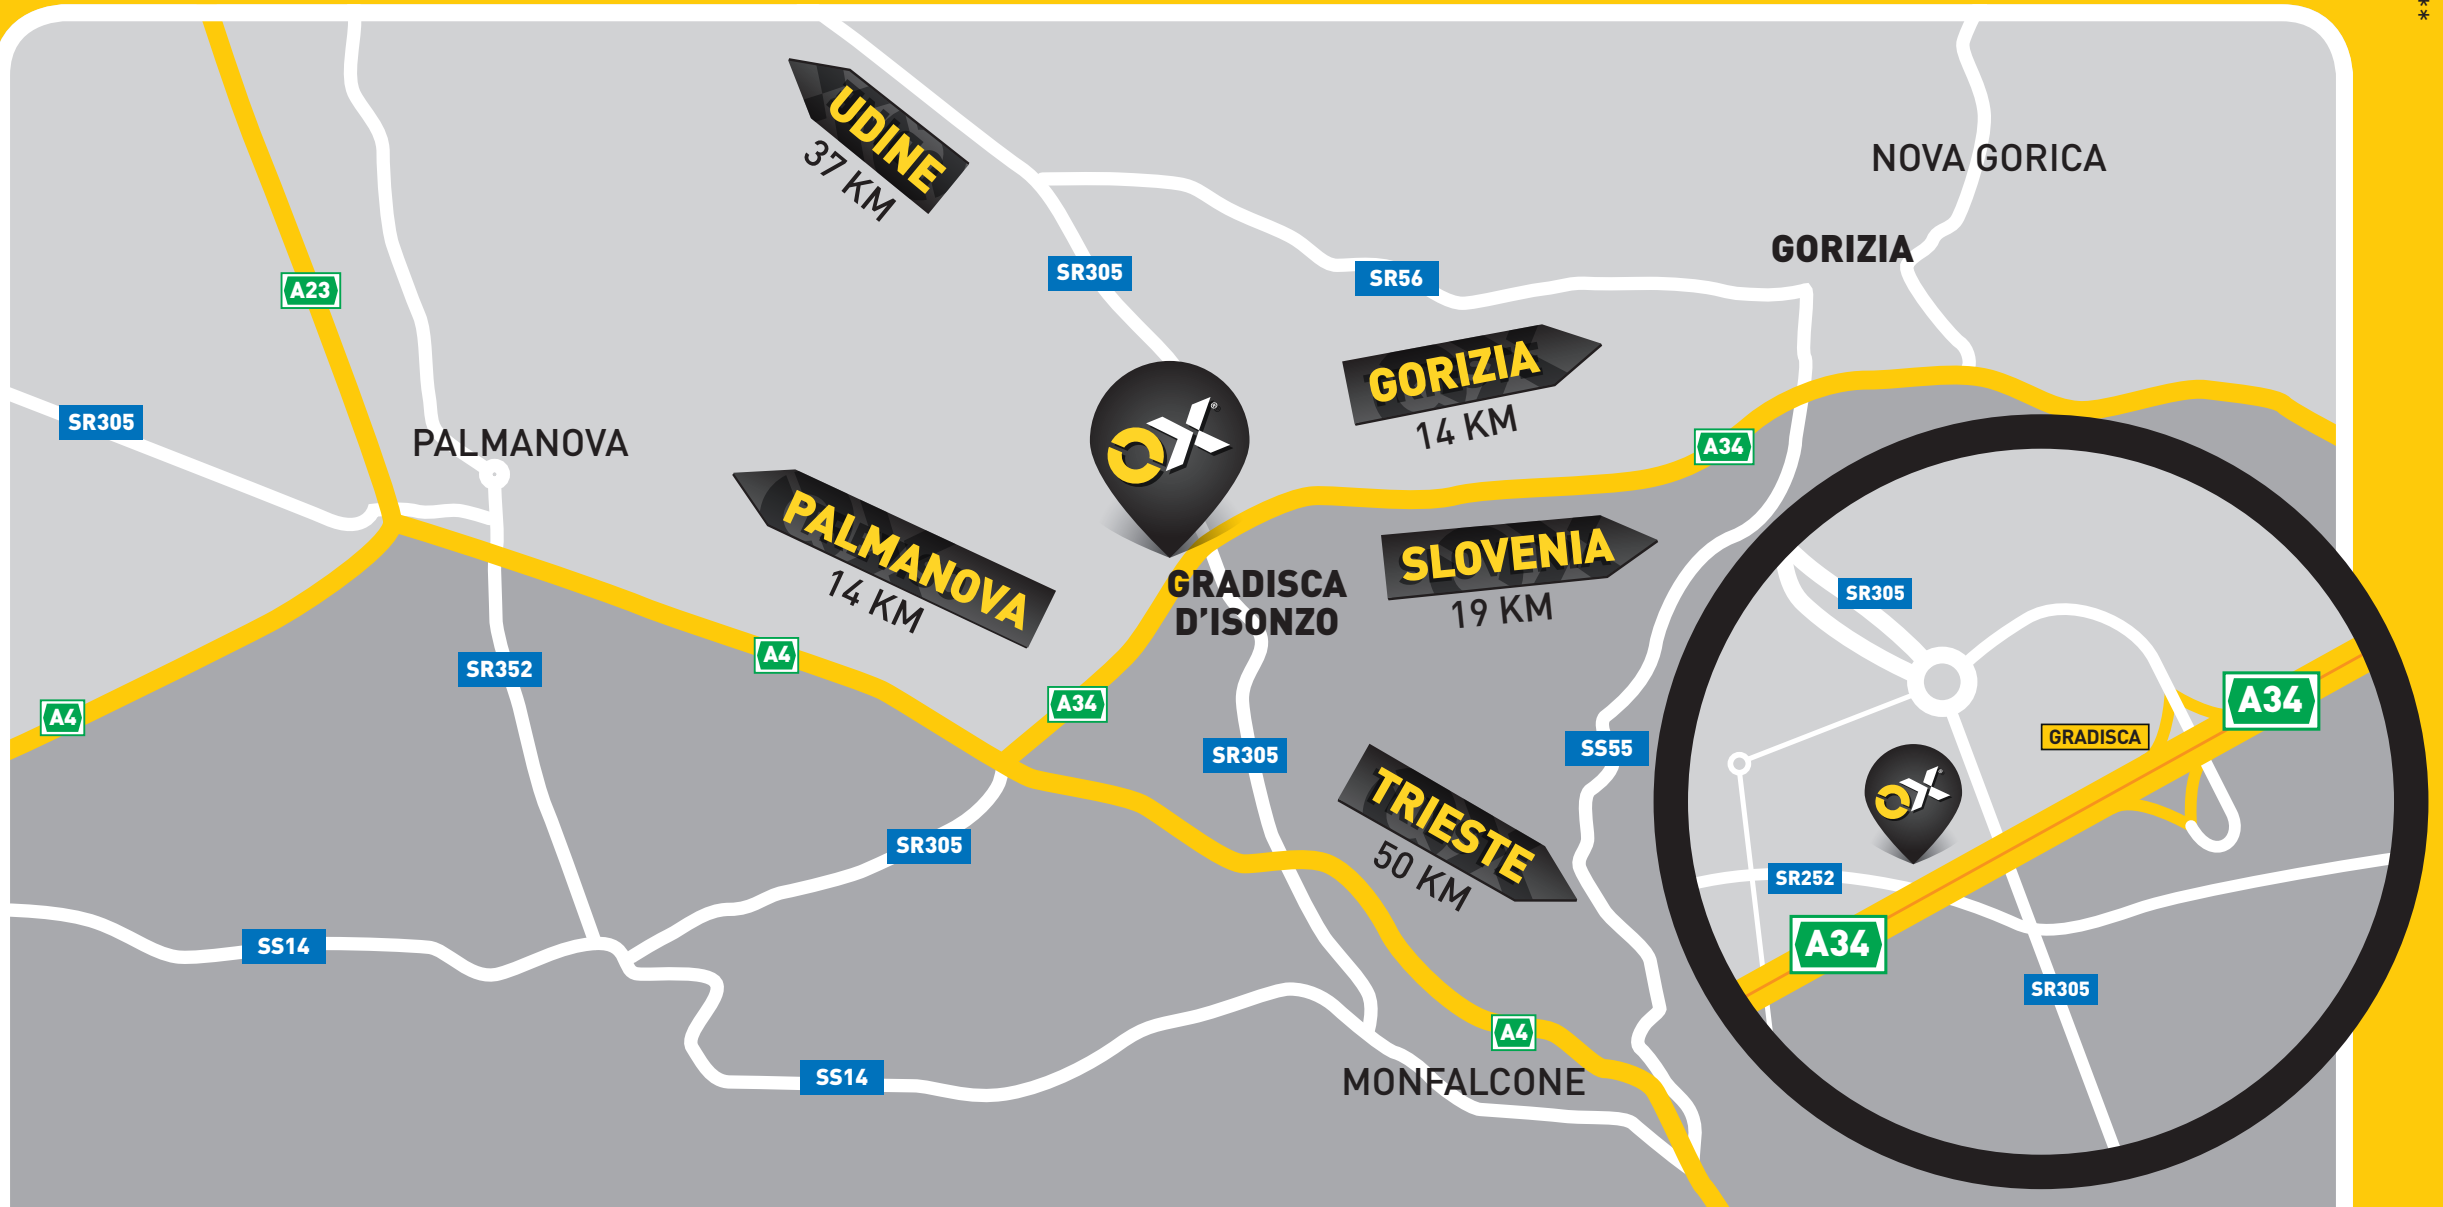 **
UDINE
37 KM
NOVA GORICA
GORIZIA
SR305
SR56
A23
GORIZIA
14 KM
SR305
PALMANOVA
OX®
A34
PALMANOVA
14 KM
SLOVENIA
19 KM
GRADISCA
D'ISONZO
SR305
A4
SR352
A34
A4
A34
GRADISCA
SR305
SS55
TRIESTE
50 KM
OX
SR305
SR252
SS14
A34
SR305
A4
SS14
MONFALCONE